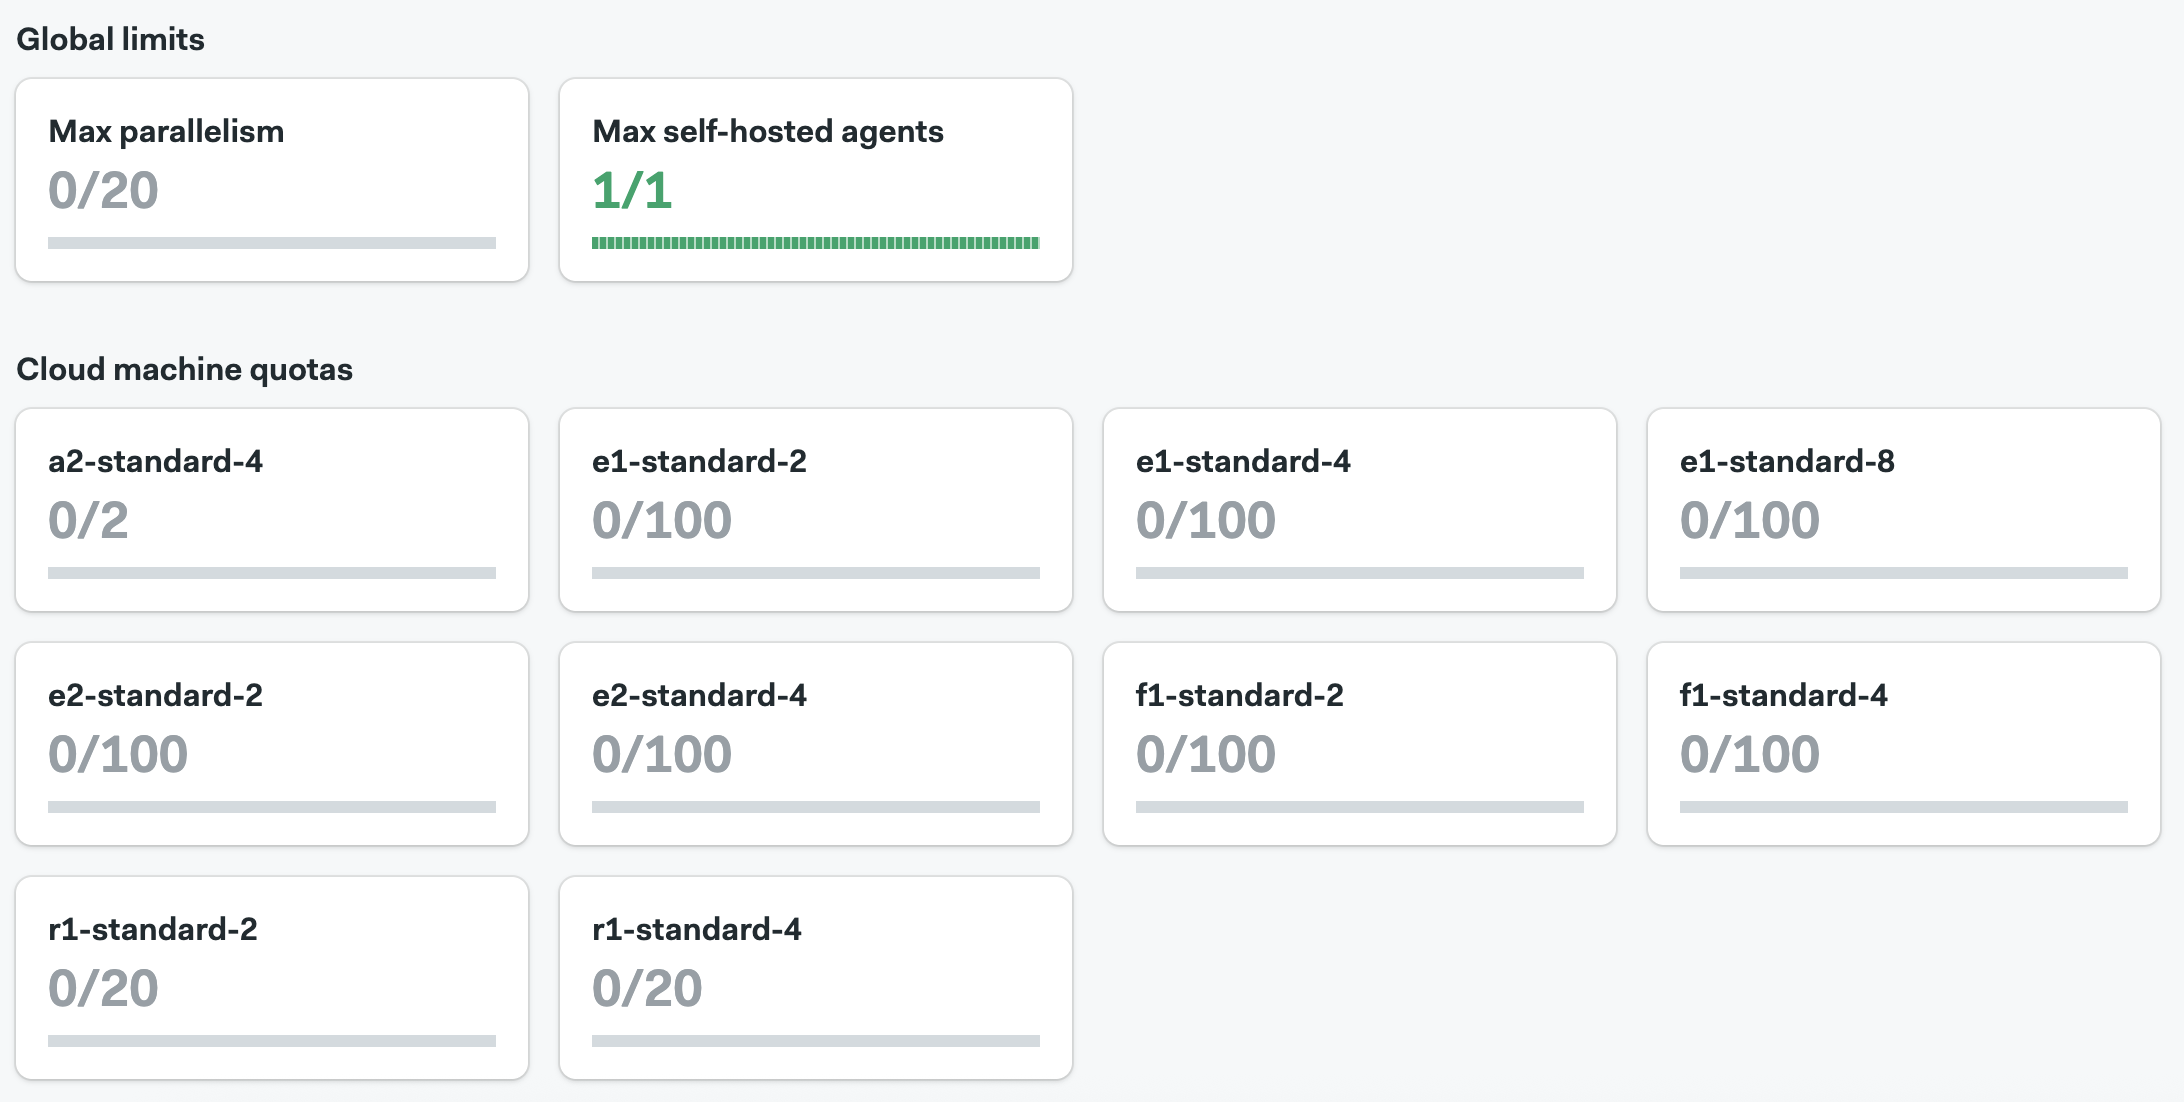 Global limits
Max parallelism
0/20
Max self-hosted agents
1/1
Cloud machine quotas
a2-standard-4
0/2
e1-standard-2
0/100
e1-standard-4
0/100
e1-standard-8
0/100
e2-standard-2
0/100
e2-standard-4
0/100
f1-standard-2
0/100
f1-standard-4
0/100
r1-standard-2
0/20
r1-standard-4
0/20